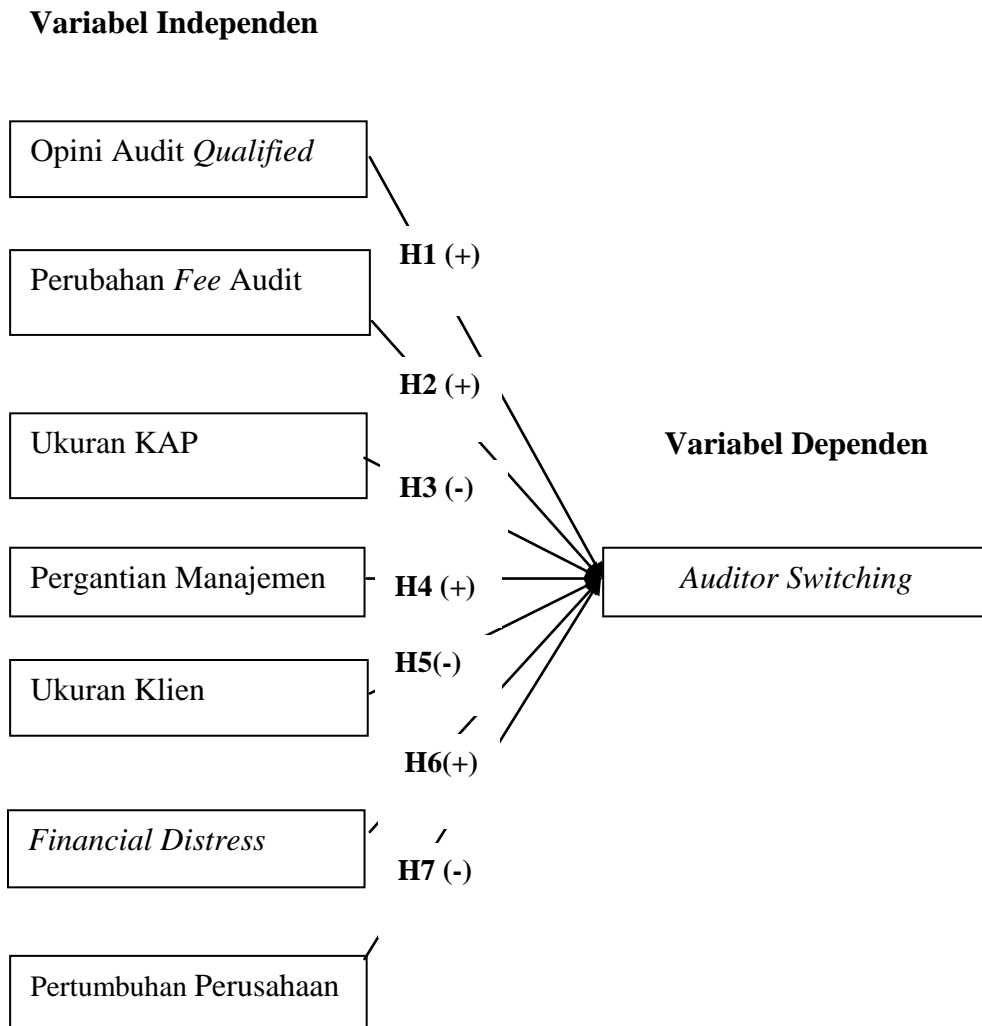 Variabel Independen
Opini Audit Qualified
H1 (+)
Perubahan Fee Audit
H2 (+)
Ukuran KAP
Variabel Dependen
H3 (-)
Pergantian Manajemen
H4 (+)
Auditor Switching
H5(-)
Ukuran Klien
H6(+)
Financial Distress
H7 (-)
Pertumbuhan Perusahaan